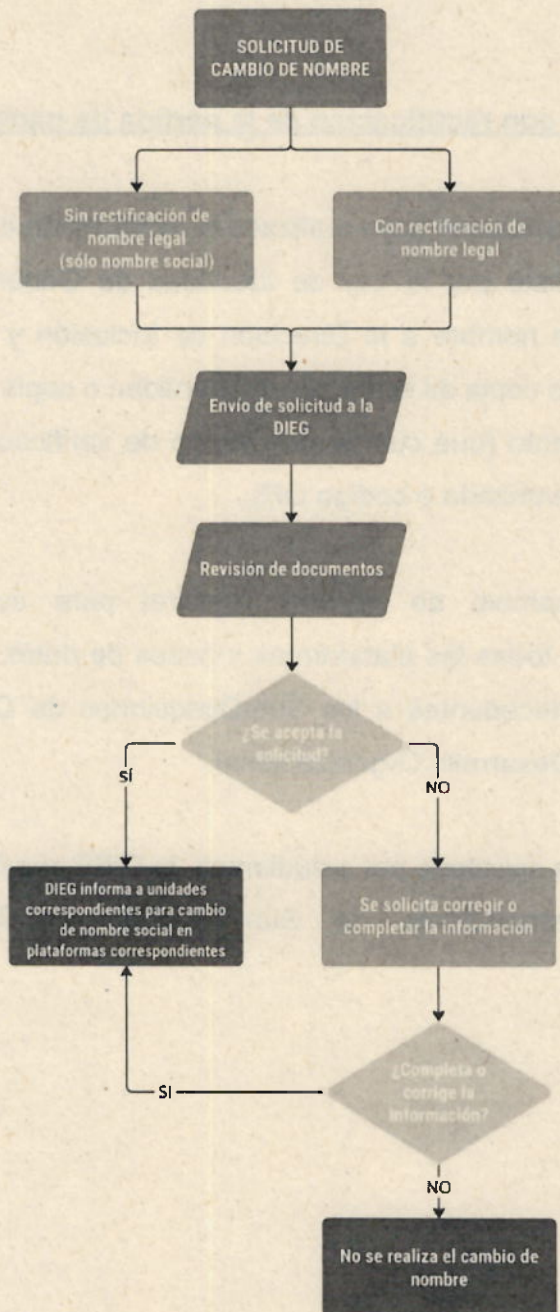 SOLICITUD DE
CAMBIO DE NOMBRE
Sin rectificación de
nombre legal
(sólo nombre social)
Con rectificación de
nombre legal
Envío de solicitud a la
DIEG
Revisión de documentos
¿Se acepta la
solicitud?
SÍ
NO
DIEG informa a unidades
correspondientes para cambio
de nombre social en
plataformas correspondientes
Se solicita corregir o
completar la información
¿Completa o
corrige la
información?
SI
NO
No se realiza el cambio de
nombre